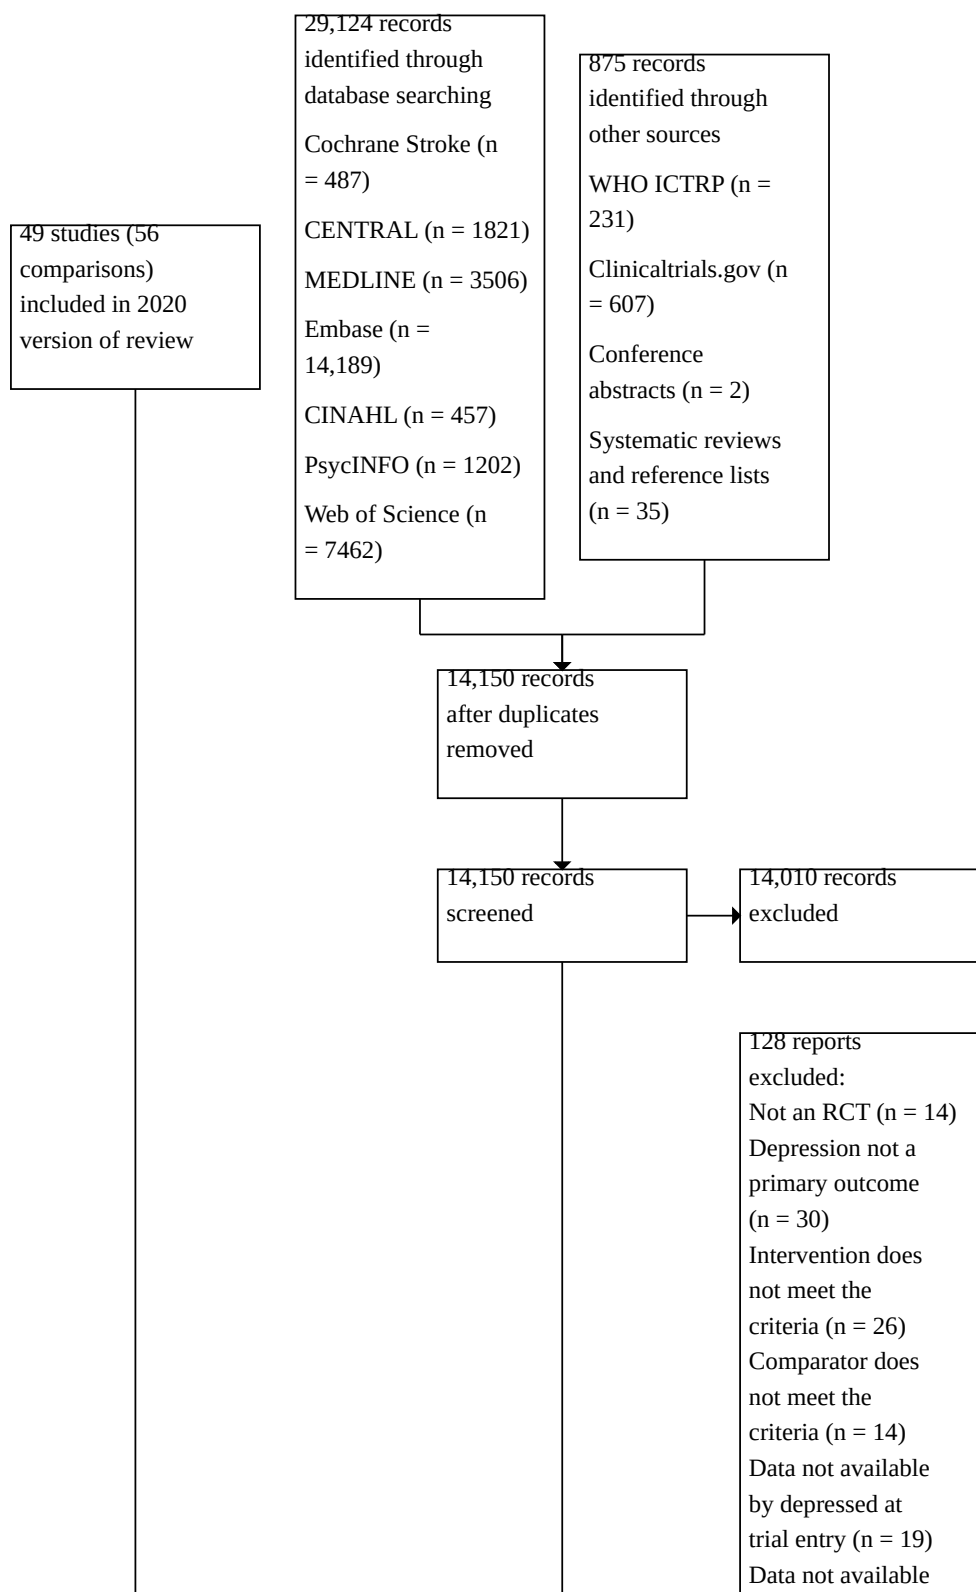 49 studies (56
comparisons)
included in 2020
version of review
29,124 records
identified through
database searching
Cochrane Stroke (n
= 487)
CENTRAL (n = 1821)
MEDLINE (n = 3506)
Embase (n =
14,189)
CINAHL (n = 457)
PsycINFO (n = 1202)
Web of Science (n
= 7462)
875 records
identified through
other sources
WHO ICTRP (n =
231)
Clinicaltrials.gov (n
= 607)
Conference
abstracts (n = 2)
Systematic reviews
and reference lists
(n = 35)
14,150 records
after duplicates
removed
14,150 records
screened
14,010 records
excluded
128 reports
excluded:
Not an RCT (n = 14)
Depression not a
primary outcome
(n = 30)
Intervention does
not meet the
criteria (n = 26)
Comparator does
not meet the
criteria (n = 14)
Data not available
by depressed at
trial entry (n = 19)
Data not available